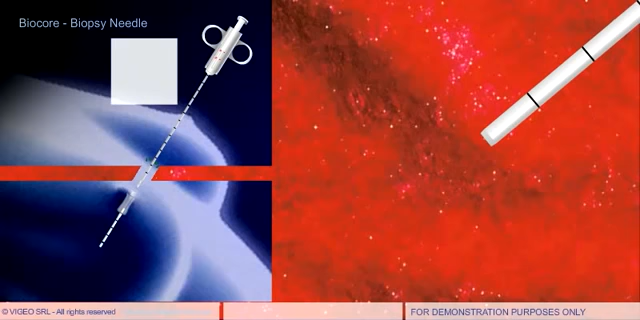 Biocore - Biopsy Needle
© VIGEO SRL - All rights reserved
FOR DEMONSTRATION PURPOSES ONLY